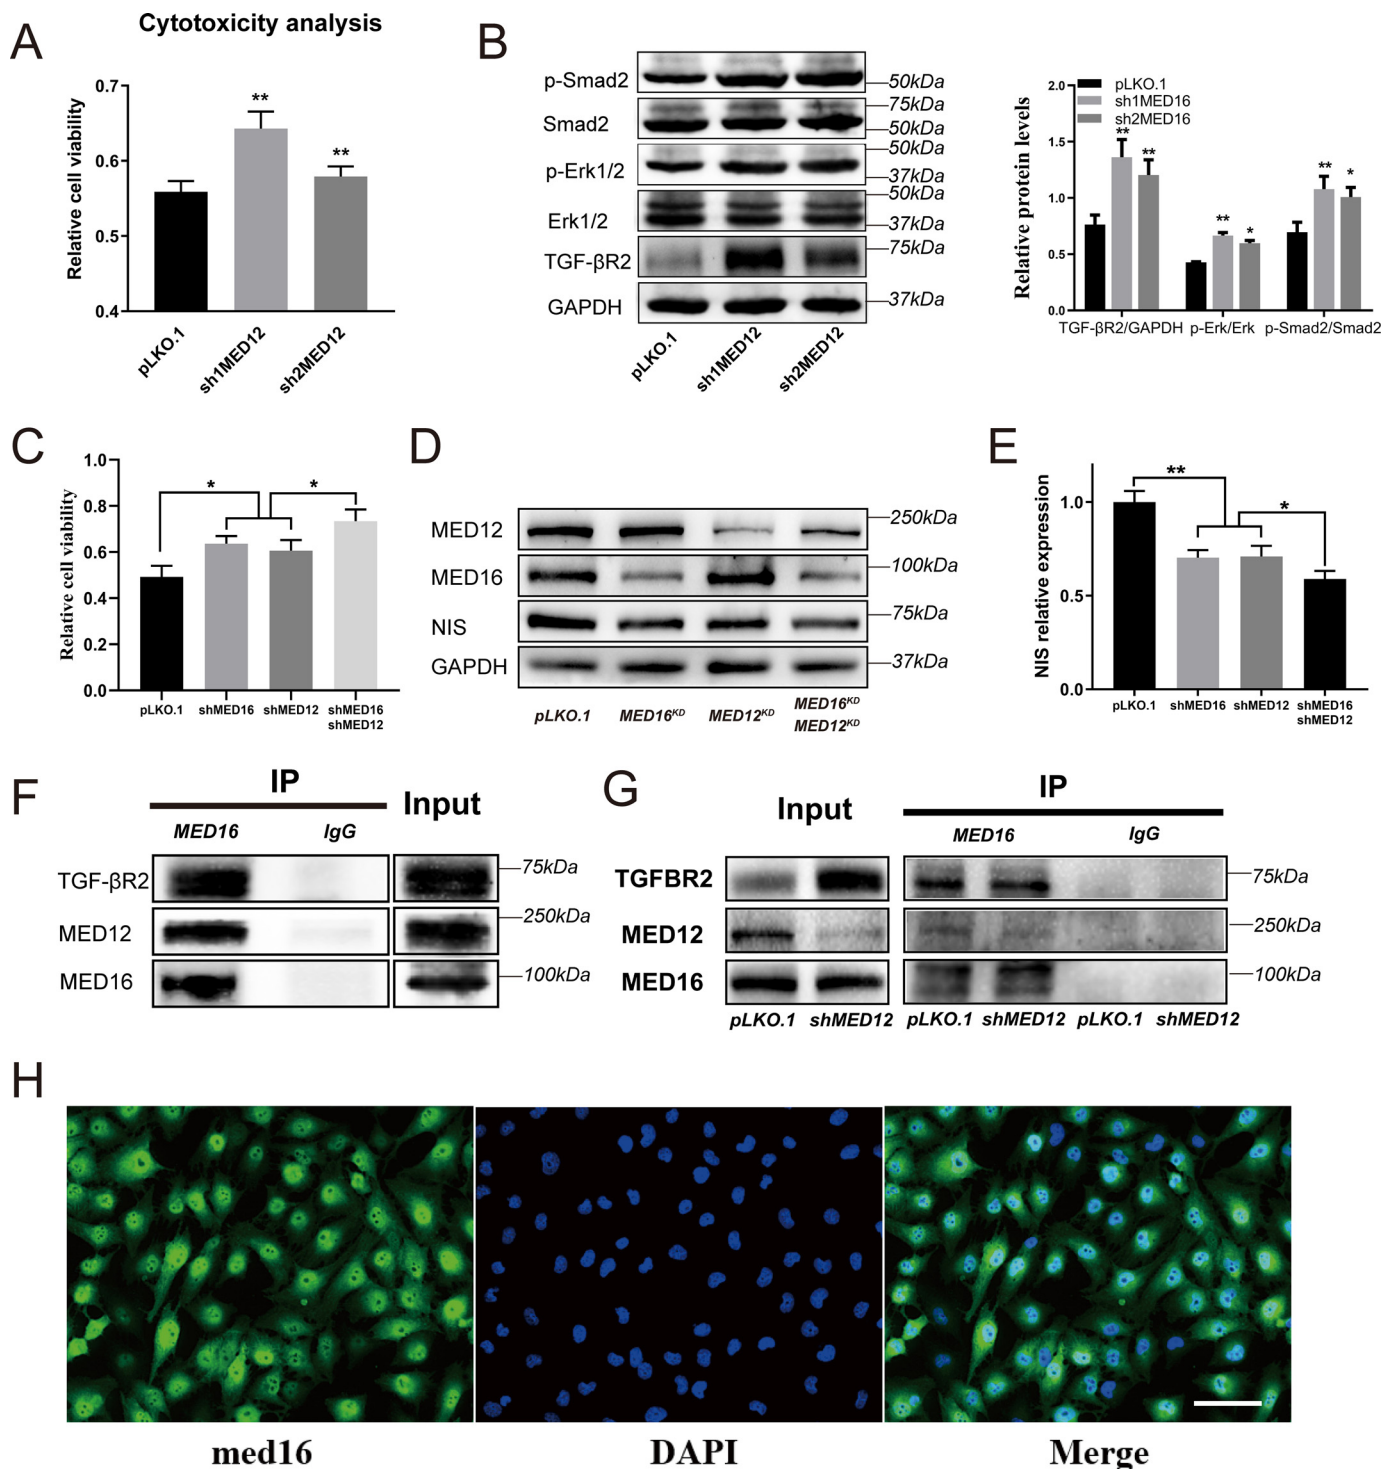 A
Cytotoxicity analysis
Relative cell viability
0.7
0.6
0.5
0.4
**
**
pLKO.1
sh1MED12
sh2MED12
B
p-Smad2
50kDa
Smad2
75kDa
50kDa
p-Erk1/2
50kDa
37kDa
Erk1/2
50kDa
37kDa
TGF-βR2
75kDa
GAPDH
37kDa
pLKO.1
sh1MED12
sh2MED12
Relative protein levels
2.0
1.5
1.0
0.5
0.0
pLKO.1
sh1MED16
sh2MED16
** **
** *
** *
TGF-βR2/GAPDH p-Erk/Erk p-Smad2/Smad2
C
Relative cell viability
1.0
0.8
0.6
0.4
0.2
0.0
* *
pLKO.1 shMED16 shMED12 shMED16
shMED12
D
MED12
250kDa
MED16
100kDa
NIS
75kDa
GAPDH
37kDa
pLKO.1 MED16KD MED12KD MED16KD
MED12KD
E
NIS relative expression
1.0
0.5
0.0
** *
pLKO.1 shMED16 shMED12 shMED16
shMED12
F
IP Input
MED16 IgG
TGF-βR2
75kDa
MED12
250kDa
MED16
100kDa
G
Input IP
MED16 IgG
TGFBR2
75kDa
MED12
250kDa
MED16
100kDa
pLKO.1 shMED12 pLKO.1 shMED12 pLKO.1 shMED12
H
med16 DAPI Merge